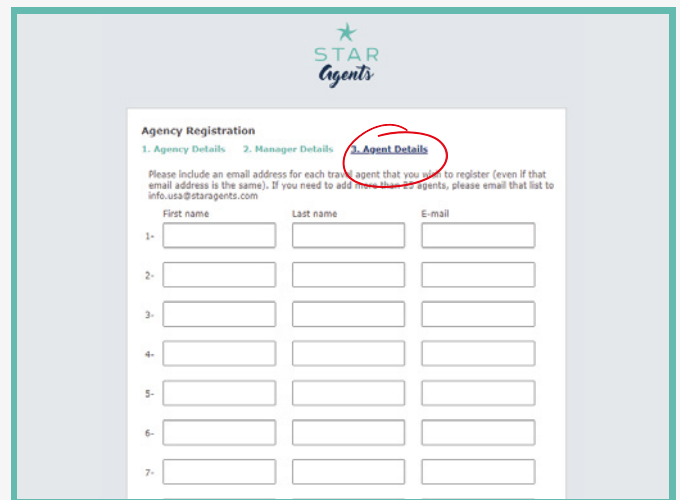 STAR
Agents
Agency Registration
1. Agency Details 2. Manager Details 3. Agent Details
Please include an email address for each travel agent that you wish to register (even if that
email address is the same). If you need to add more than 25 agents, please email that list to
info.usa@staragents.com
First name Last name E-mail
1-
2-
3-
4-
5-
6-
7-